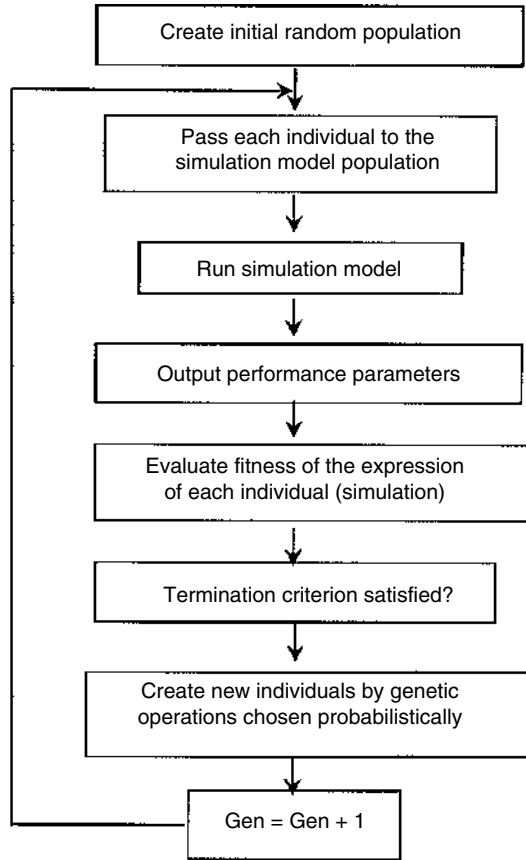 Create initial random population
Pass each individual to the
simulation model population
Run simulation model
Output performance parameters
Evaluate fitness of the expression
of each individual (simulation)
Termination criterion satisfied?
Create new individuals by genetic
operations chosen probabilistically
Gen = Gen + 1